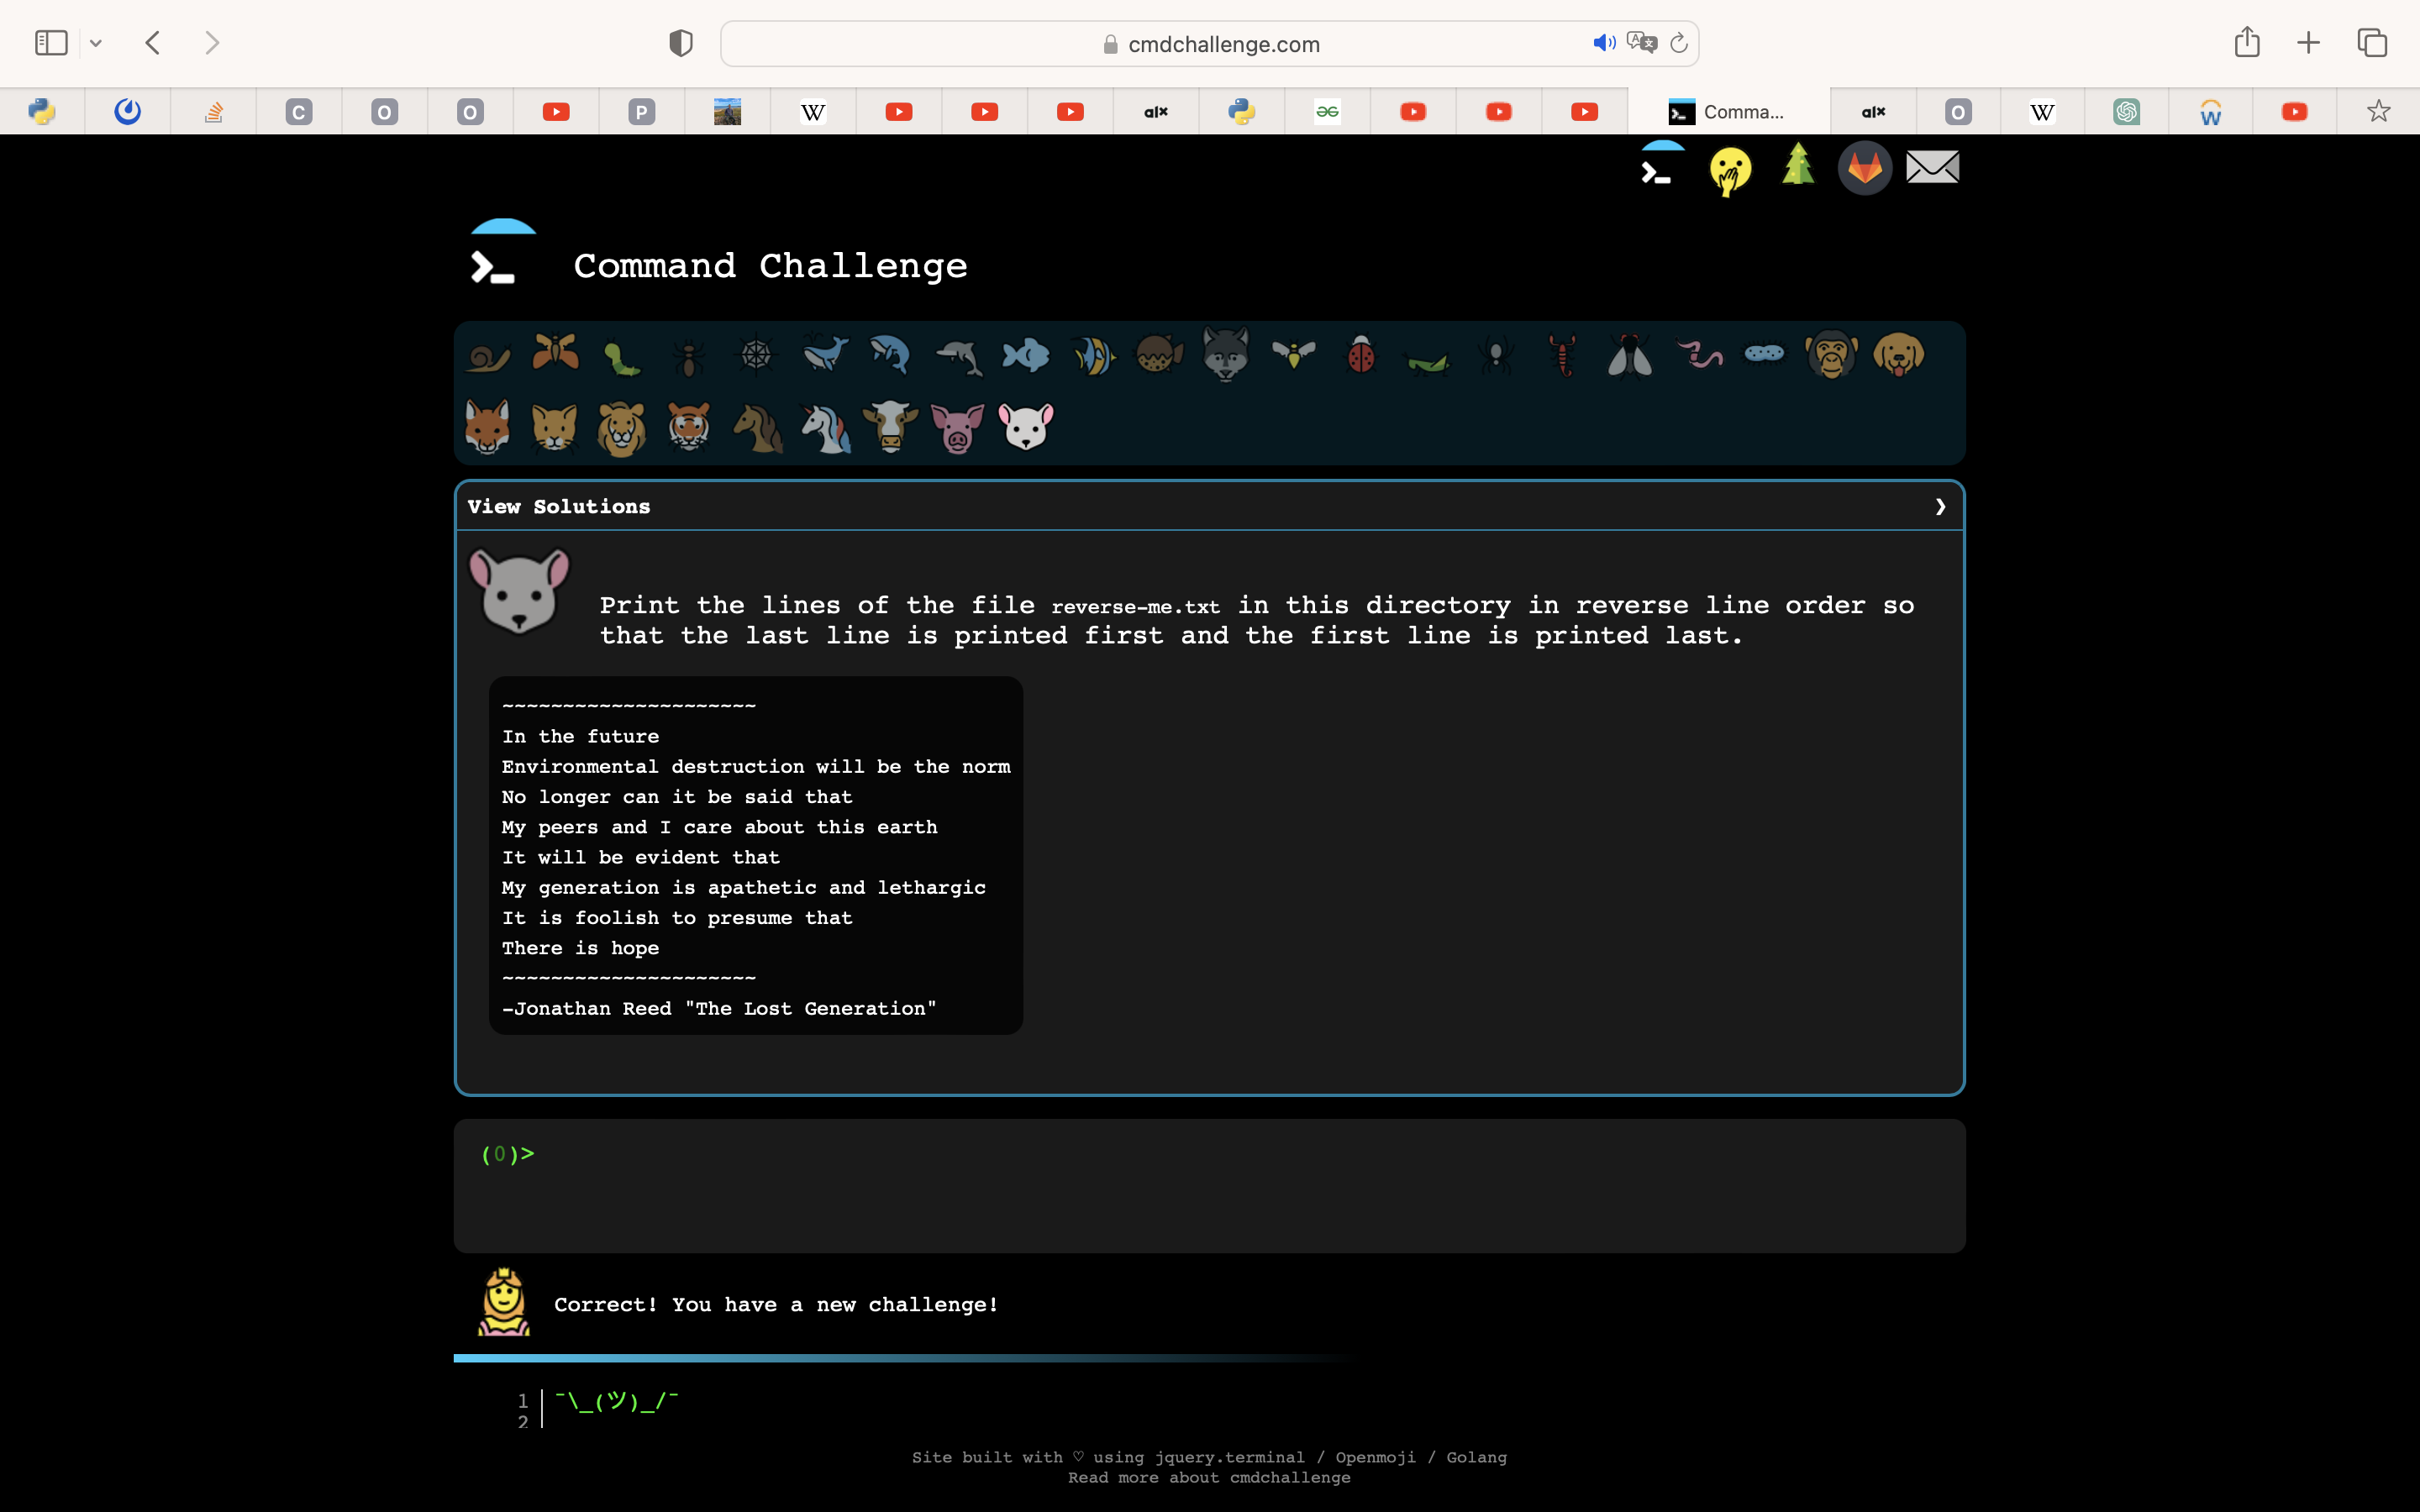 cmdchallenge.com
C
O
O
P
W
alx
Comma...
alx
O
W
W
Command Challenge
View Solutions
Print the lines of the file reverse-me.txt in this directory in reverse line order so
that the last line is printed first and the first line is printed last.
~~~~~~~~~~~~~~~~~~~~~
In the future
Environmental destruction will be the norm
No longer can it be said that
My peers and I care about this earth
It will be evident that
My generation is apathetic and lethargic
It is foolish to presume that
There is hope
~~~~~~~~~~~~~~~~~~~~~
-Jonathan Reed "The Lost Generation"
(0)>
Correct! You have a new challenge!
1 ¯\_(ツ)_/¯
2
Site built with ♡ using jquery.terminal / Openmoji / Golang
Read more about cmdchallenge